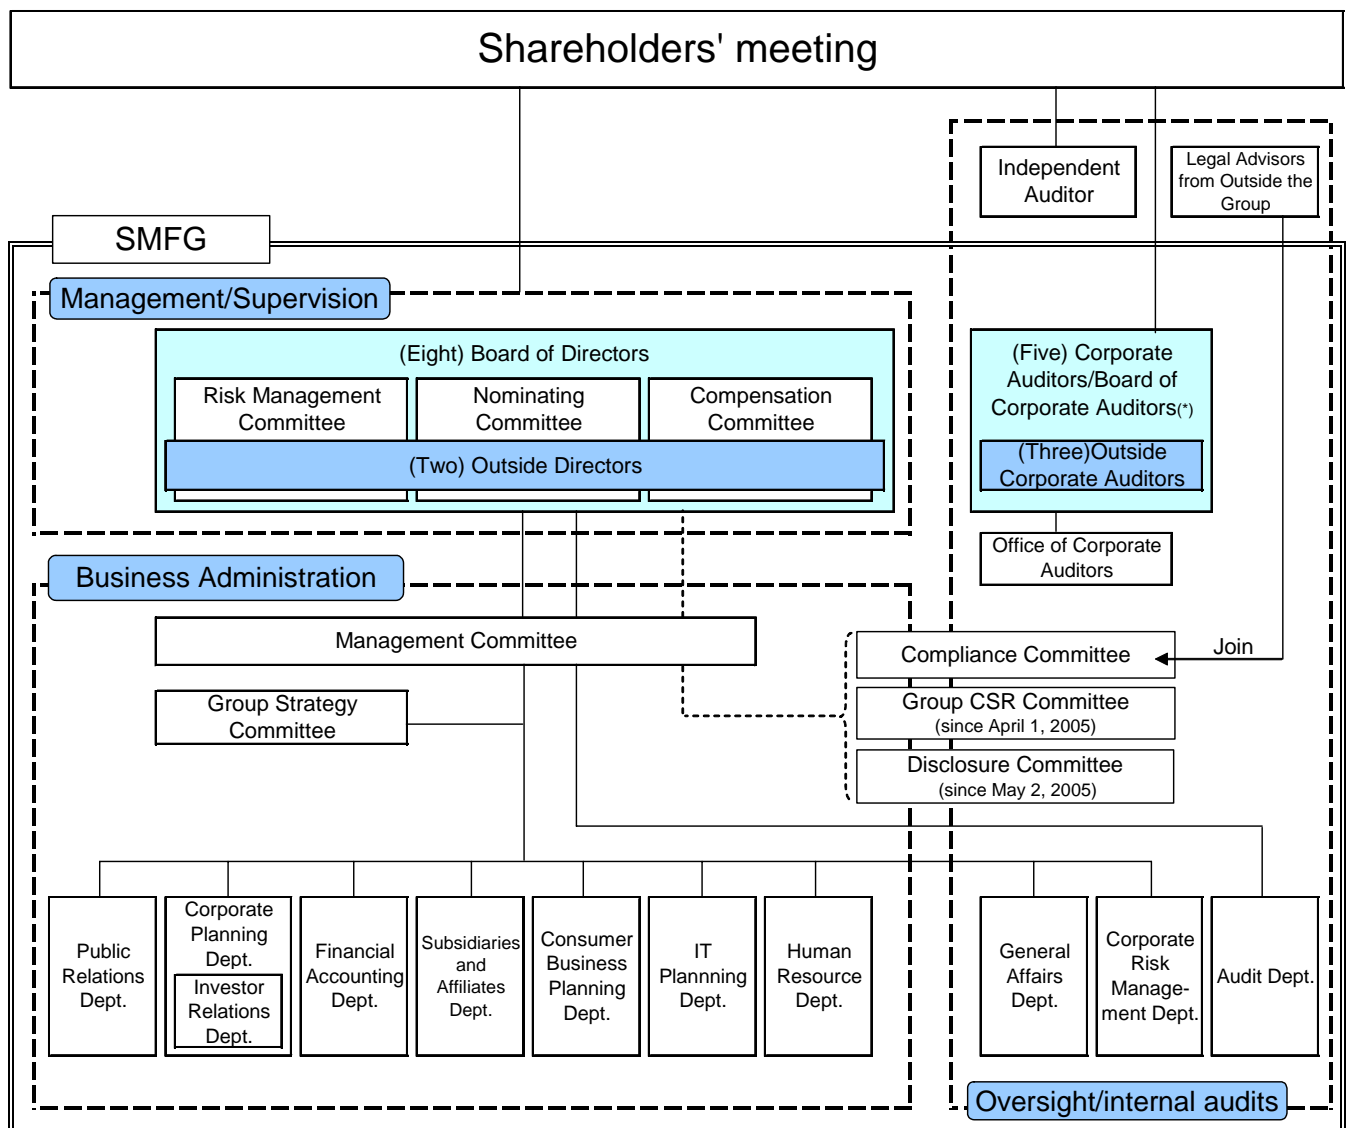 Shareholders' meeting
Independent
Auditor
Legal Advisors
from Outside the
Group
SMFG
Management/Supervision
(Eight) Board of Directors
Risk Management
Committee
Nominating
Committee
Compensation
Committee
(Two) Outside Directors
(Five) Corporate
Auditors/Board of
Corporate Auditors(*)
(Three)Outside
Corporate Auditors
Office of Corporate
Auditors
Business Administration
Management Committee
Group Strategy
Committee
Compliance Committee
Join
Group CSR Committee
(since April 1, 2005)
Disclosure Committee
(since May 2, 2005)
Public
Relations
Dept.
Corporate
Planning
Dept.
Investor
Relations
Dept.
Financial
Accounting
Dept.
Subsidiaries
and
Affiliates Dept.
Consumer
Business
Planning
Dept.
IT
Plannning
Dept.
Human
Resource
Dept.
General
Affairs
Dept.
Corporate
Risk
Manage-
ment Dept.
Audit Dept.
Oversight/internal audits